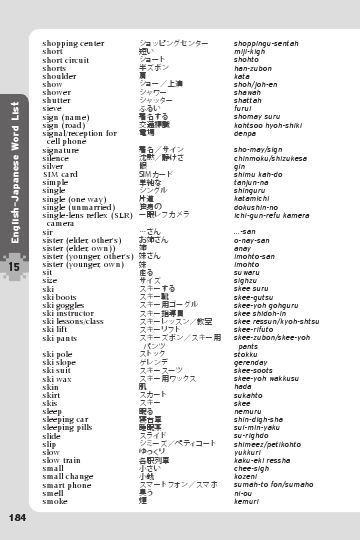 shopping center ショッピングセンター shoppingu-sentah
short 短い miji-kigh
short circuit ショート shohto
shorts 半ズボン han-zubon
shoulder 肩 kata
show ショー／上演 shoh/joh-en
shower シャワー shawah
shutter シャッター shattah
sieve ふるい furui
sign (name) 署名する shomay suru
sign (road) 交通標識 kohtsoo hyoh-shiki
signal/reception for cell phone 電場 denpa
signature 署名／サイン sho-may/sign
silence 沈黙／静けさ chinmoku/shizukesa
silver 銀 gin
SIM card SIMカード shimu kah-do
simple 単純な tanjun-na
single シングル shinguru
single (one way) 片道 katamichi
single (unmarried) 独身の dokushin-no
single-lens reflex (SLR) camera 一眼レフカメラ ichi-gun-refu kamera
sir …さん …-san
sister (elder, other's) お姉さん o-nay-san
sister (elder, own)) 姉 anay
sister (younger, other's) 妹さん imohto-san
sister (younger, own) 妹 imohto
sit 座る suwaru
size サイズ sighzu
ski スキーする skee suru
ski boots スキー靴 skee-gutsu
ski goggles スキー用ゴーグル skee-yoh gohguru
ski instructor スキー指導員 skee shidoh-in
ski lessons/class スキーレッスン／教室 skee ressun/kyoh-shtsu
ski lift スキーリフト skee-rifuto
ski pants スキーズボン／スキー用パンツ skee-zubon/skee-yoh pants
ski pole ストック stokku
ski slope ゲレンデ gerenday
ski suit スキースーツ skee-soots
ski wax スキー用ワックス skee-yoh wakkusu
skin 肌 hada
skirt スカート sukahto
skis スキー skee
sleep 眠る nemuru
sleeping car 寝台車 shin-digh-sha
sleeping pills 睡眠薬 sui-min-yaku
slide スライド su-righdo
slip シミーズ／ペティコート shimeez/petikohto
slow ゆっくり yukkuri
slow train 各駅列車 kaku-eki ressha
small 小さい chee-sigh
small change 小銭 kozeni
smart phone スマートフォン／スマホ sumah-to fon/sumaho
smell 臭う ni-ou
smoke 煙 kemuri
English–Japanese Word List
15
184